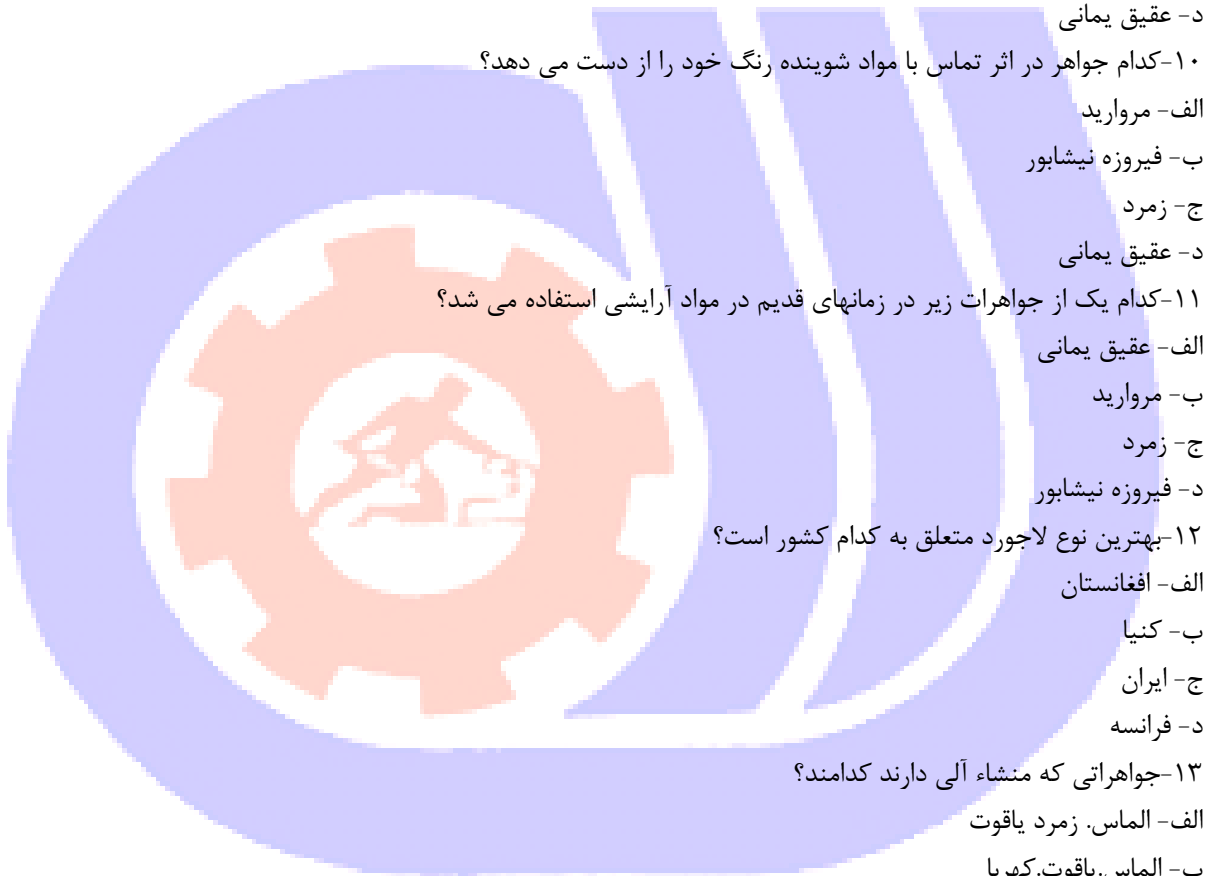 د- عقیق یمانی
۱۰-کدام جواهر در اثر تماس با مواد شوینده رنگ خود را از دست می دهد؟
الف- مروارید
ب- فیروزه نیشابور
ج- زمرد
د- عقیق یمانی
۱۱-کدام یک از جواهرات زیر در زمانهای قدیم در مواد آرایشی استفاده می شد؟
الف- عقیق یمانی
ب- مروارید
ج- زمرد
د- فیروزه نیشابور
۱۲-بهترین نوع لاجورد متعلق به کدام کشور است؟
الف- افغانستان
ب- کنیا
ج- ایران
د- فرانسه
۱۳-جواهراتی که منشاء آلی دارند کدامند؟
الف- الماس. زمرد یاقوت
ب- الماس.یاقوت.کهربا